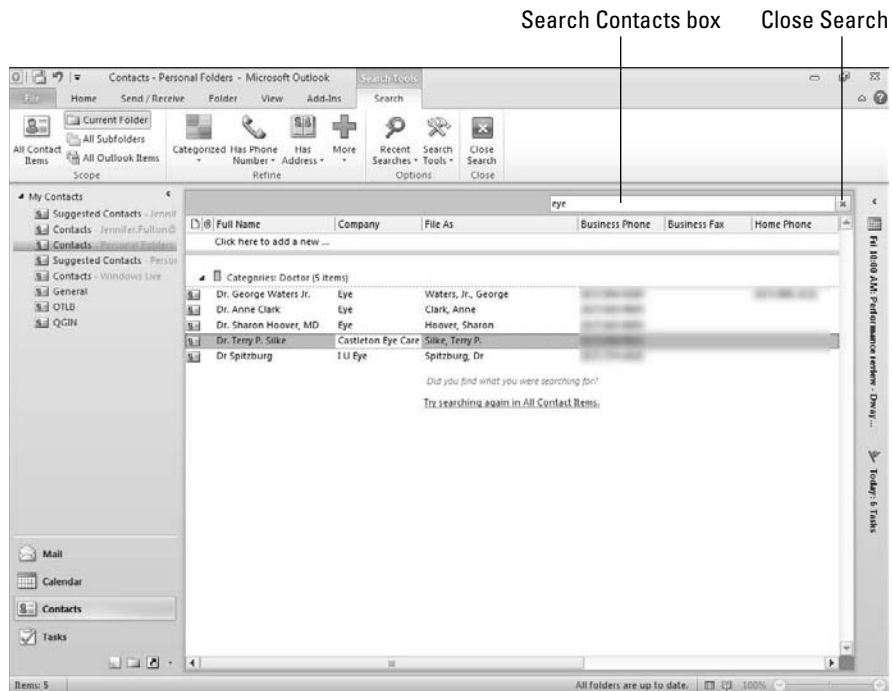 Search Contacts box Close Search
Contacts - Personal Folders - Microsoft Outlook Search Tools
File Home Send / Receive Folder View Add-Ins Search
All Contact Items
Current Folder
All Subfolders
All Outlook Items
Scope
Categorized Has Phone Number Has Address More
Refine
Recent Searches Search Tools
Options
Close Search
Close
My Contacts
Suggested Contacts - Jennif
Contacts - Jennifer.Fulton@
Contacts - Personal Folders
Suggested Contacts - Person
Contacts - Windows Live
General
OTLB
QGIN
eye
Full Name Company File As Business Phone Business Fax Home Phone
Click here to add a new ...
Categories: Doctor (5 items)
Dr. George Waters Jr. Eye Waters, Jr., George
Dr. Anne Clark Eye Clark, Anne
Dr. Sharon Hoover, MD Eye Hoover, Sharon
Dr. Terry P. Silke Castleton Eye Care Silke, Terry P.
Dr Spitzburg I U Eye Spitzburg, Dr
Did you find what you were searching for?
Try searching again in All Contact Items.
Fri 10:00 AM: Performance review - Dway ...
Today: 6 Tasks
Mail
Calendar
Contacts
Tasks
Items: 5 All folders are up to date. 100%